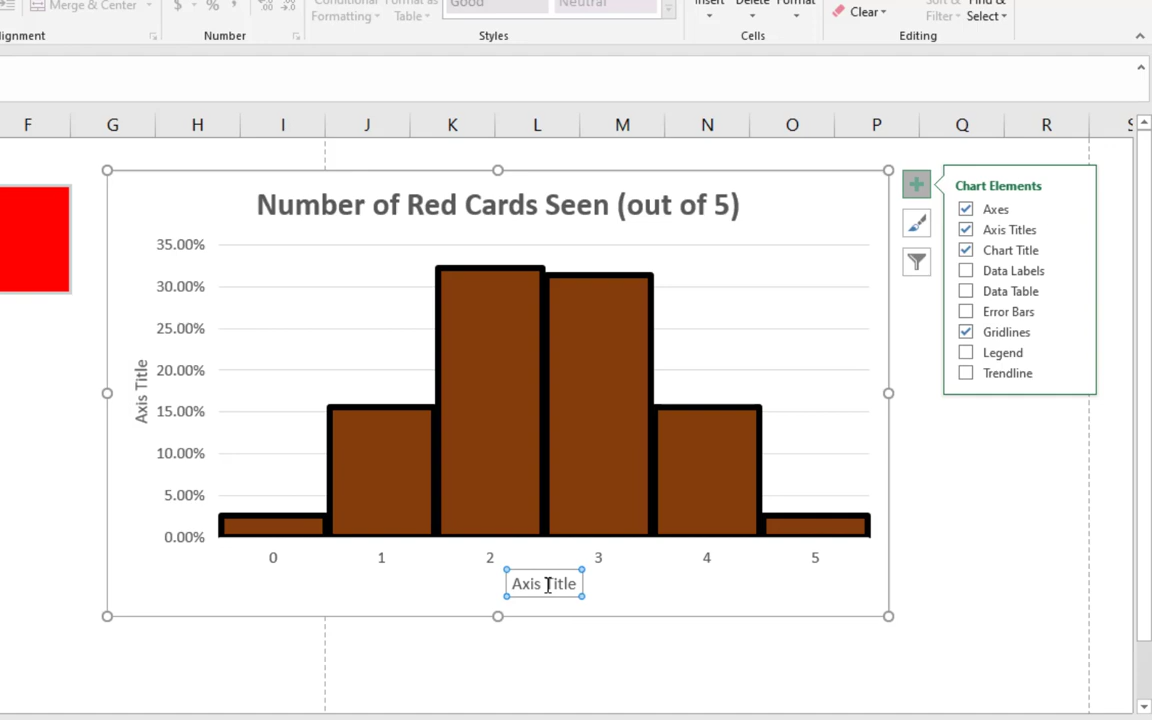 Merge & Center
$ % ,
Conditional Format as
Formatting Table
Good Neutral
Insert Delete Format
Clear
Sort & Find &
Filter Select
lignment Number Styles Cells Editing
F G H I J K L M N O P Q R S
Number of Red Cards Seen (out of 5)
35.00%
30.00%
25.00%
20.00%
15.00%
10.00%
5.00%
0.00%
Axis Title
0 1 2 3 4 5
Axis Title
Chart Elements
Axes
Axis Titles
Chart Title
Data Labels
Data Table
Error Bars
Gridlines
Legend
Trendline